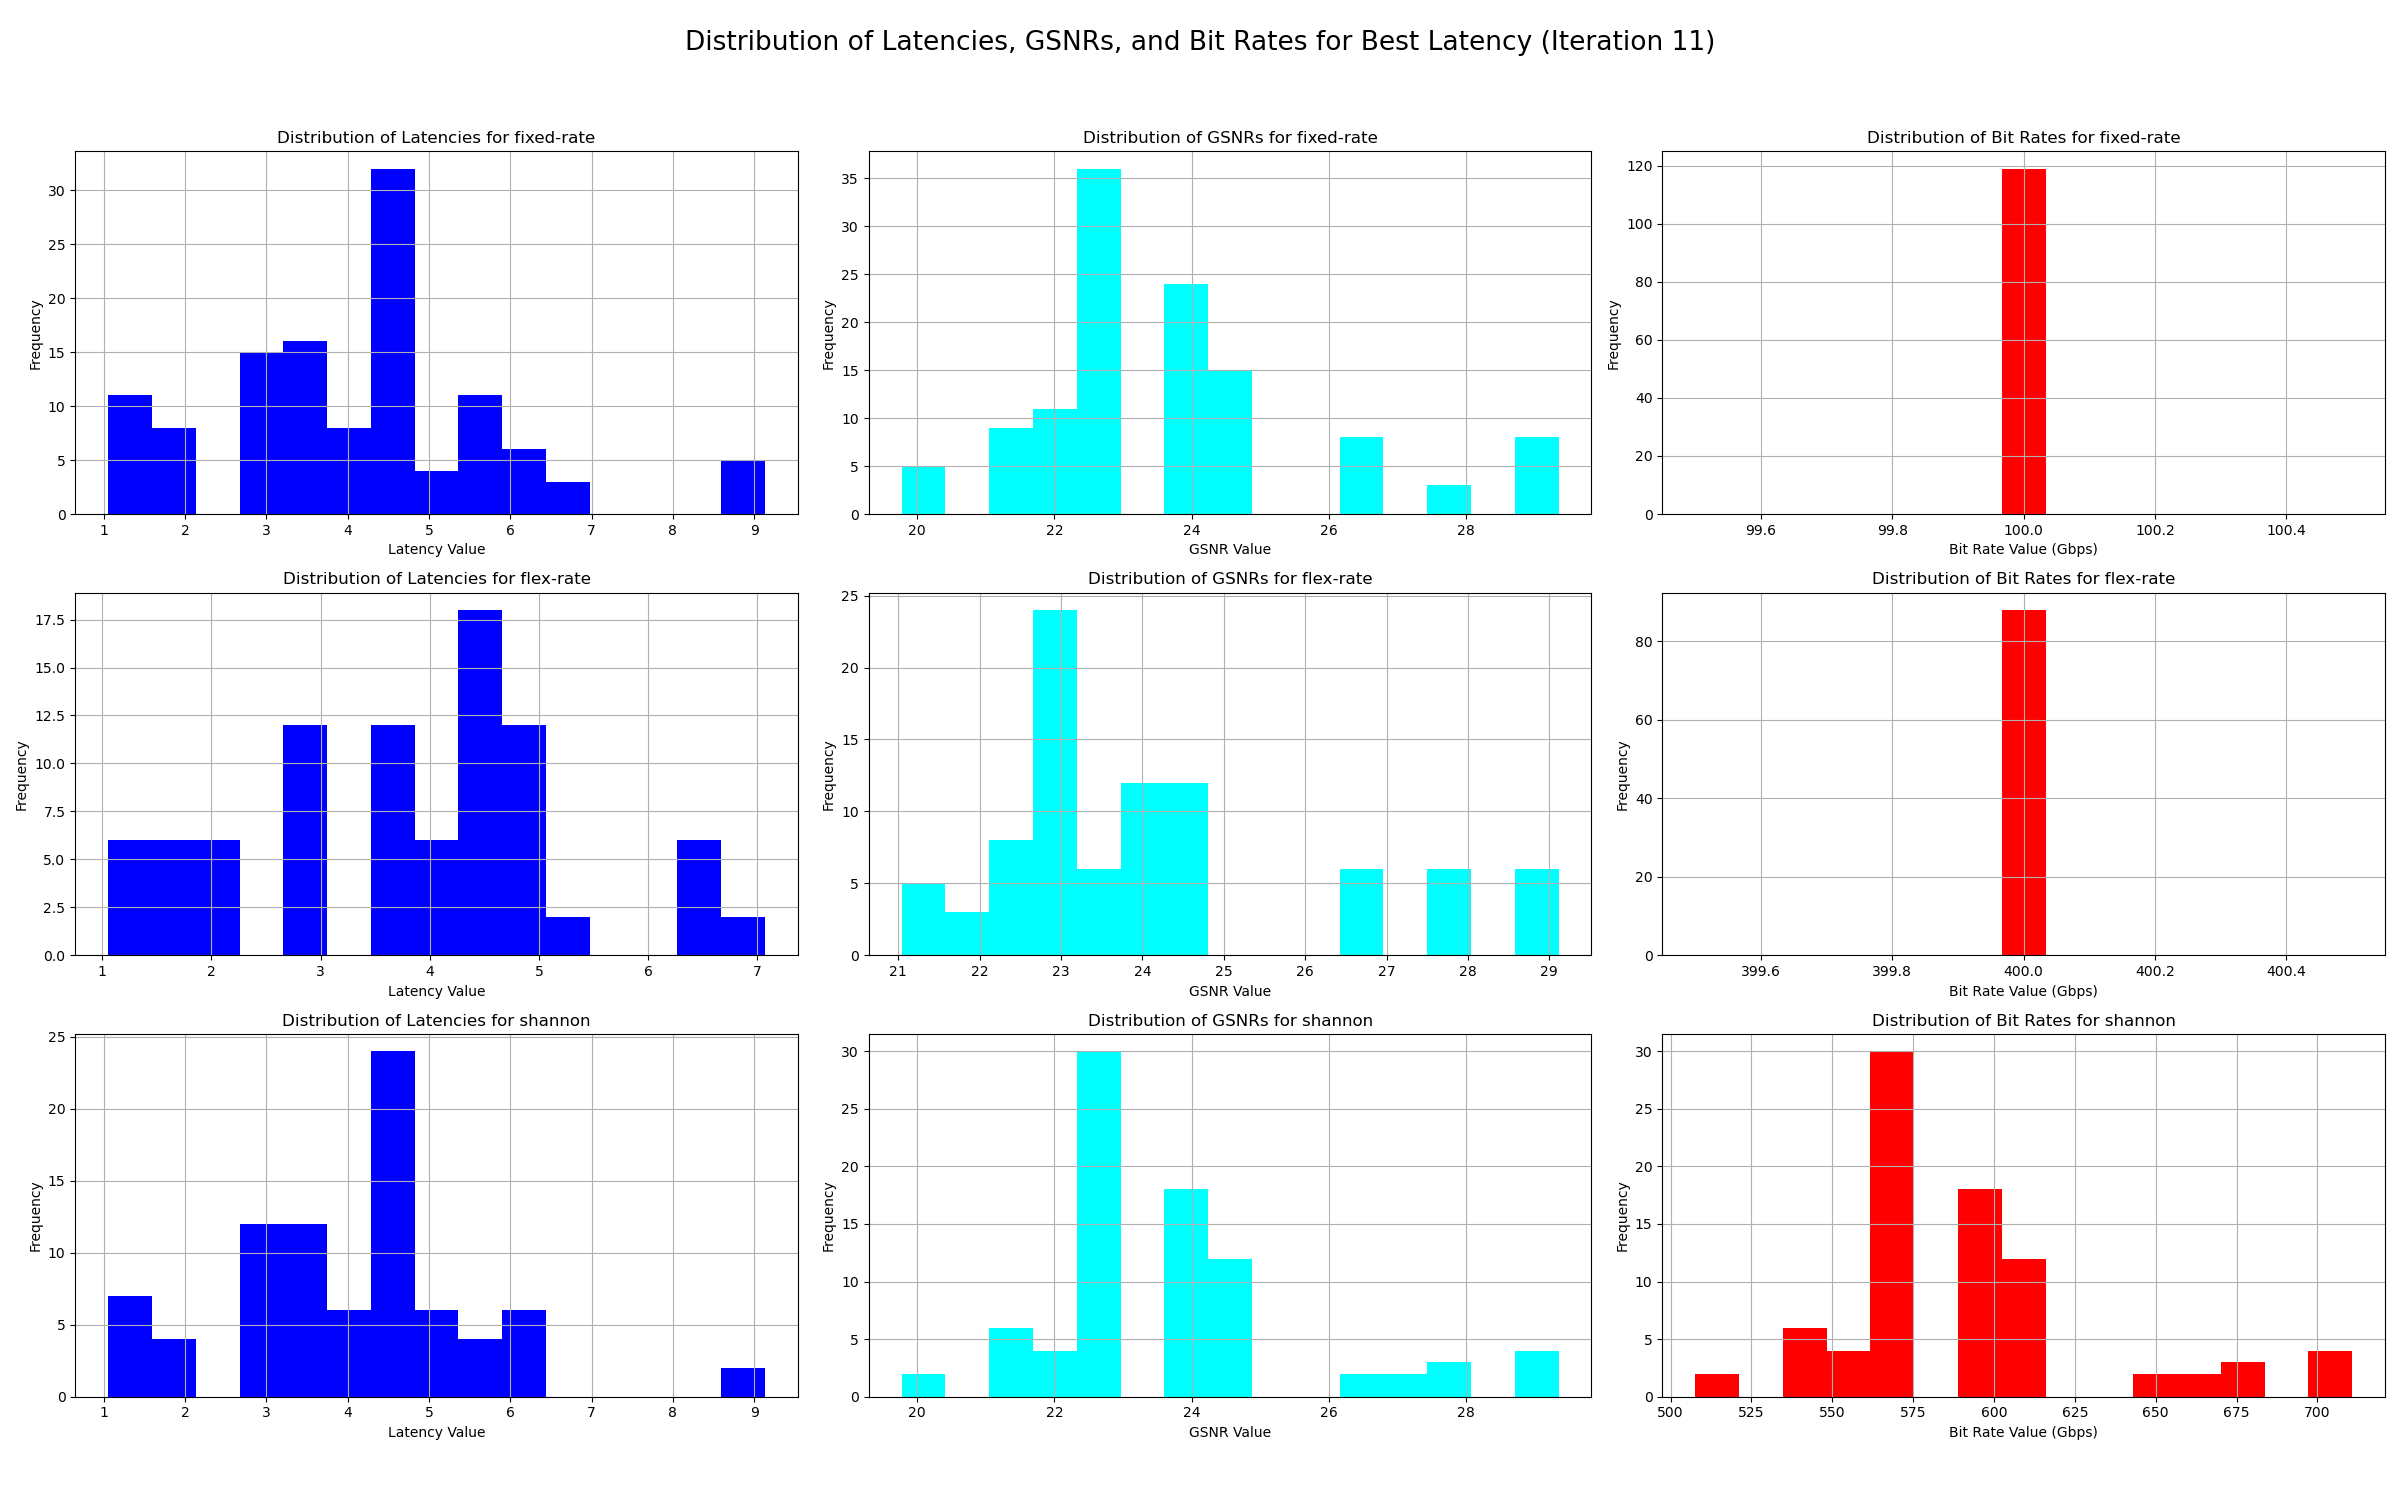 Distribution of Latencies, GSNRs, and Bit Rates for Best Latency (Iteration 11)
Distribution of Latencies for fixed-rate
Frequency
30
25
20
15
10
5
0
1 2 3 4 5 6 7 8 9
Latency Value
Distribution of GSNRs for fixed-rate
Frequency
35
30
25
20
15
10
5
0
20 22 24 26 28
GSNR Value
Distribution of Bit Rates for fixed-rate
Frequency
120
100
80
60
40
20
0
99.6 99.8 100.0 100.2 100.4
Bit Rate Value (Gbps)
Distribution of Latencies for flex-rate
Frequency
17.5
15.0
12.5
10.0
7.5
5.0
2.5
0.0
1 2 3 4 5 6 7
Latency Value
Distribution of GSNRs for flex-rate
Frequency
25
20
15
10
5
0
21 22 23 24 25 26 27 28 29
GSNR Value
Distribution of Bit Rates for flex-rate
Frequency
80
60
40
20
0
399.6 399.8 400.0 400.2 400.4
Bit Rate Value (Gbps)
Distribution of Latencies for shannon
Frequency
25
20
15
10
5
0
1 2 3 4 5 6 7 8 9
Latency Value
Distribution of GSNRs for shannon
Frequency
30
25
20
15
10
5
0
20 22 24 26 28
GSNR Value
Distribution of Bit Rates for shannon
Frequency
30
25
20
15
10
5
0
500 525 550 575 600 625 650 675 700
Bit Rate Value (Gbps)